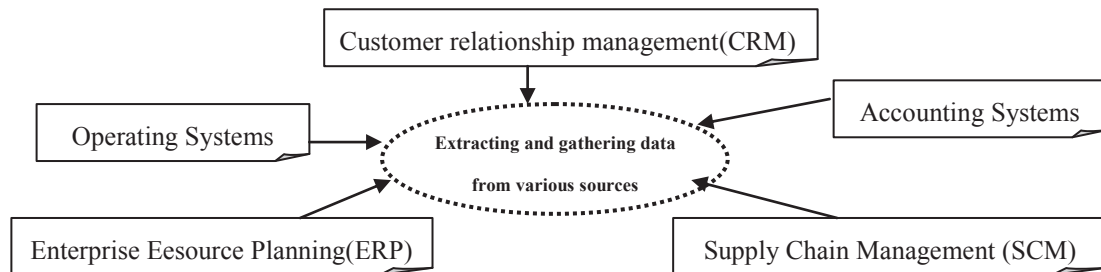 Customer relationship management(CRM)
Operating Systems
Extracting and gathering data
from various sources
Accounting Systems
Enterprise Eesource Planning(ERP)
Supply Chain Management (SCM)